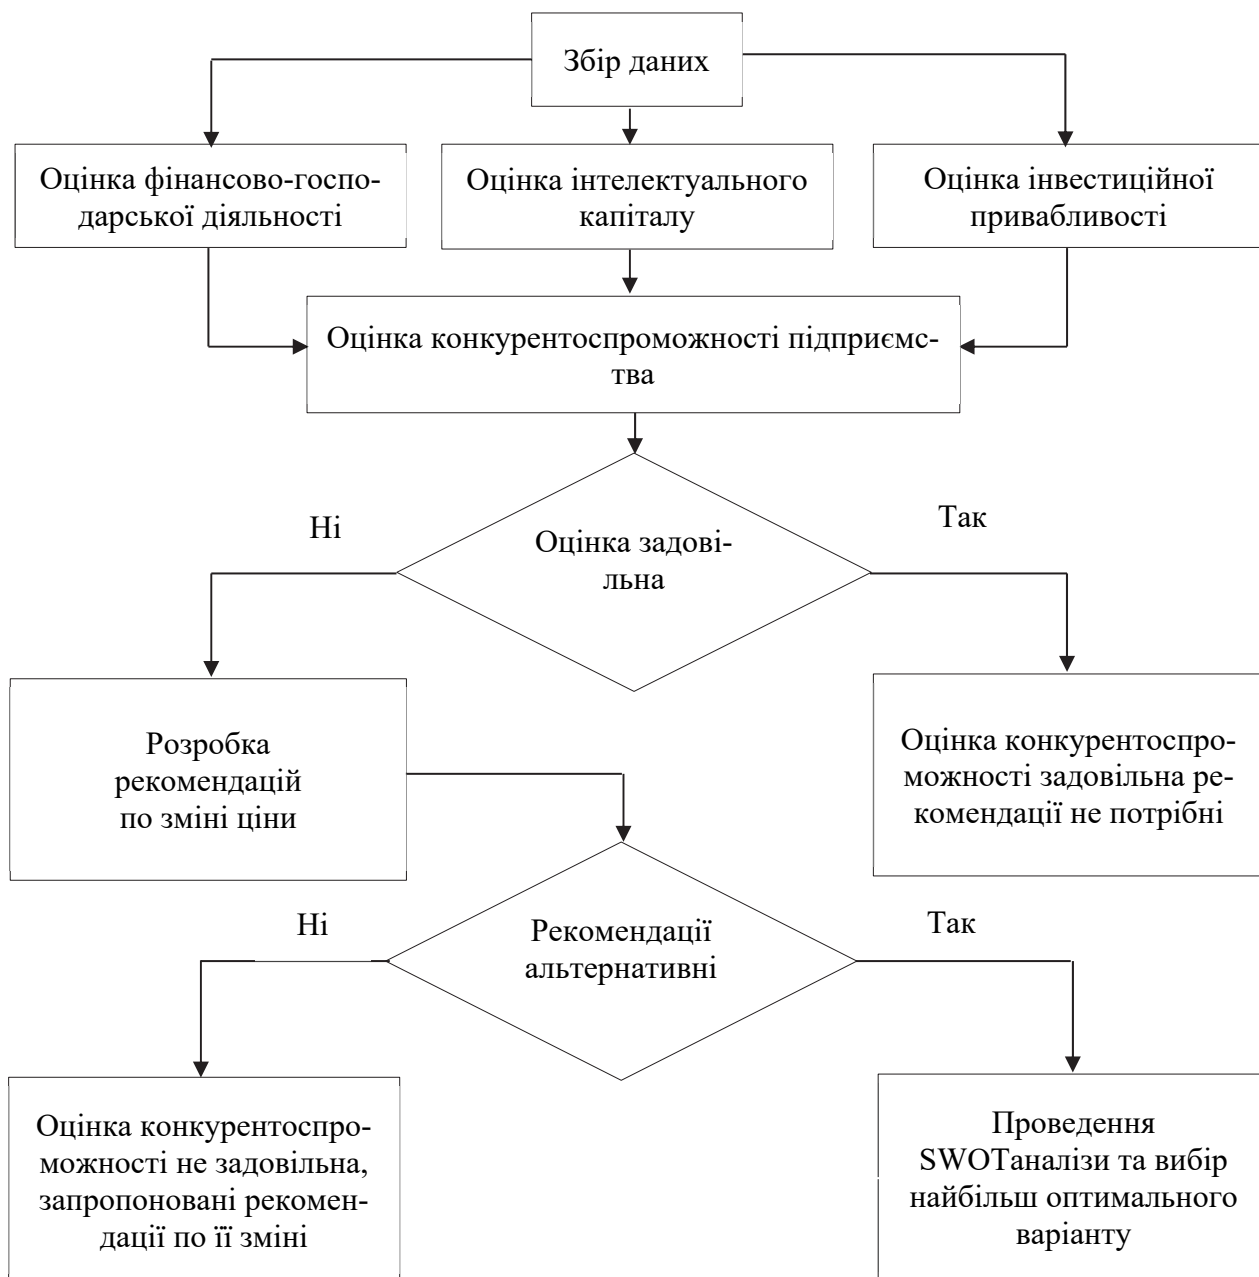 Збір даних
Оцінка фінансово-госпо-
дарської діяльності
Оцінка інтелектуального
капіталу
Оцінка інвестиційної
привабливості
Оцінка конкурентоспроможності підприємс-
тва
Ні
Так
Оцінка задові-
льна
Розробка
рекомендацій
по зміні ціни
Оцінка конкурентоспро-
можності задовільна ре-
комендації не потрібні
Ні
Так
Рекомендації
альтернативні
Оцінка конкурентоспро-
можності не задовільна,
запропоновані рекомен-
дації по її зміні
Проведення
SWOTаналізи та вибір
найбільш оптимального
варіанту